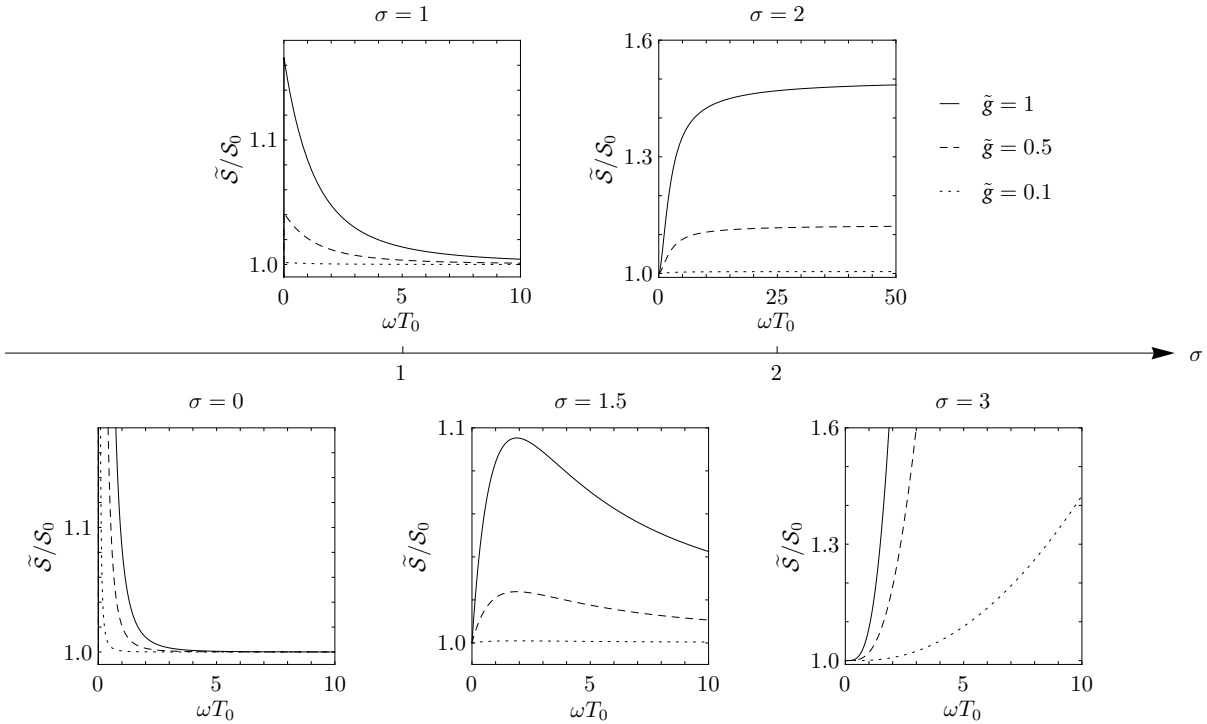 σ = 1
1.1
1.0
S̃/S₀
0 5 10
ωT₀
σ = 2
1.6
1.3
1.0
S̃/S₀
0 25 50
ωT₀
g̃ = 1
g̃ = 0.5
g̃ = 0.1
1 2 σ
σ = 0
1.1
1.0
S̃/S₀
0 5 10
ωT₀
σ = 1.5
1.1
1.0
S̃/S₀
0 5 10
ωT₀
σ = 3
1.6
1.3
1.0
S̃/S₀
0 5 10
ωT₀